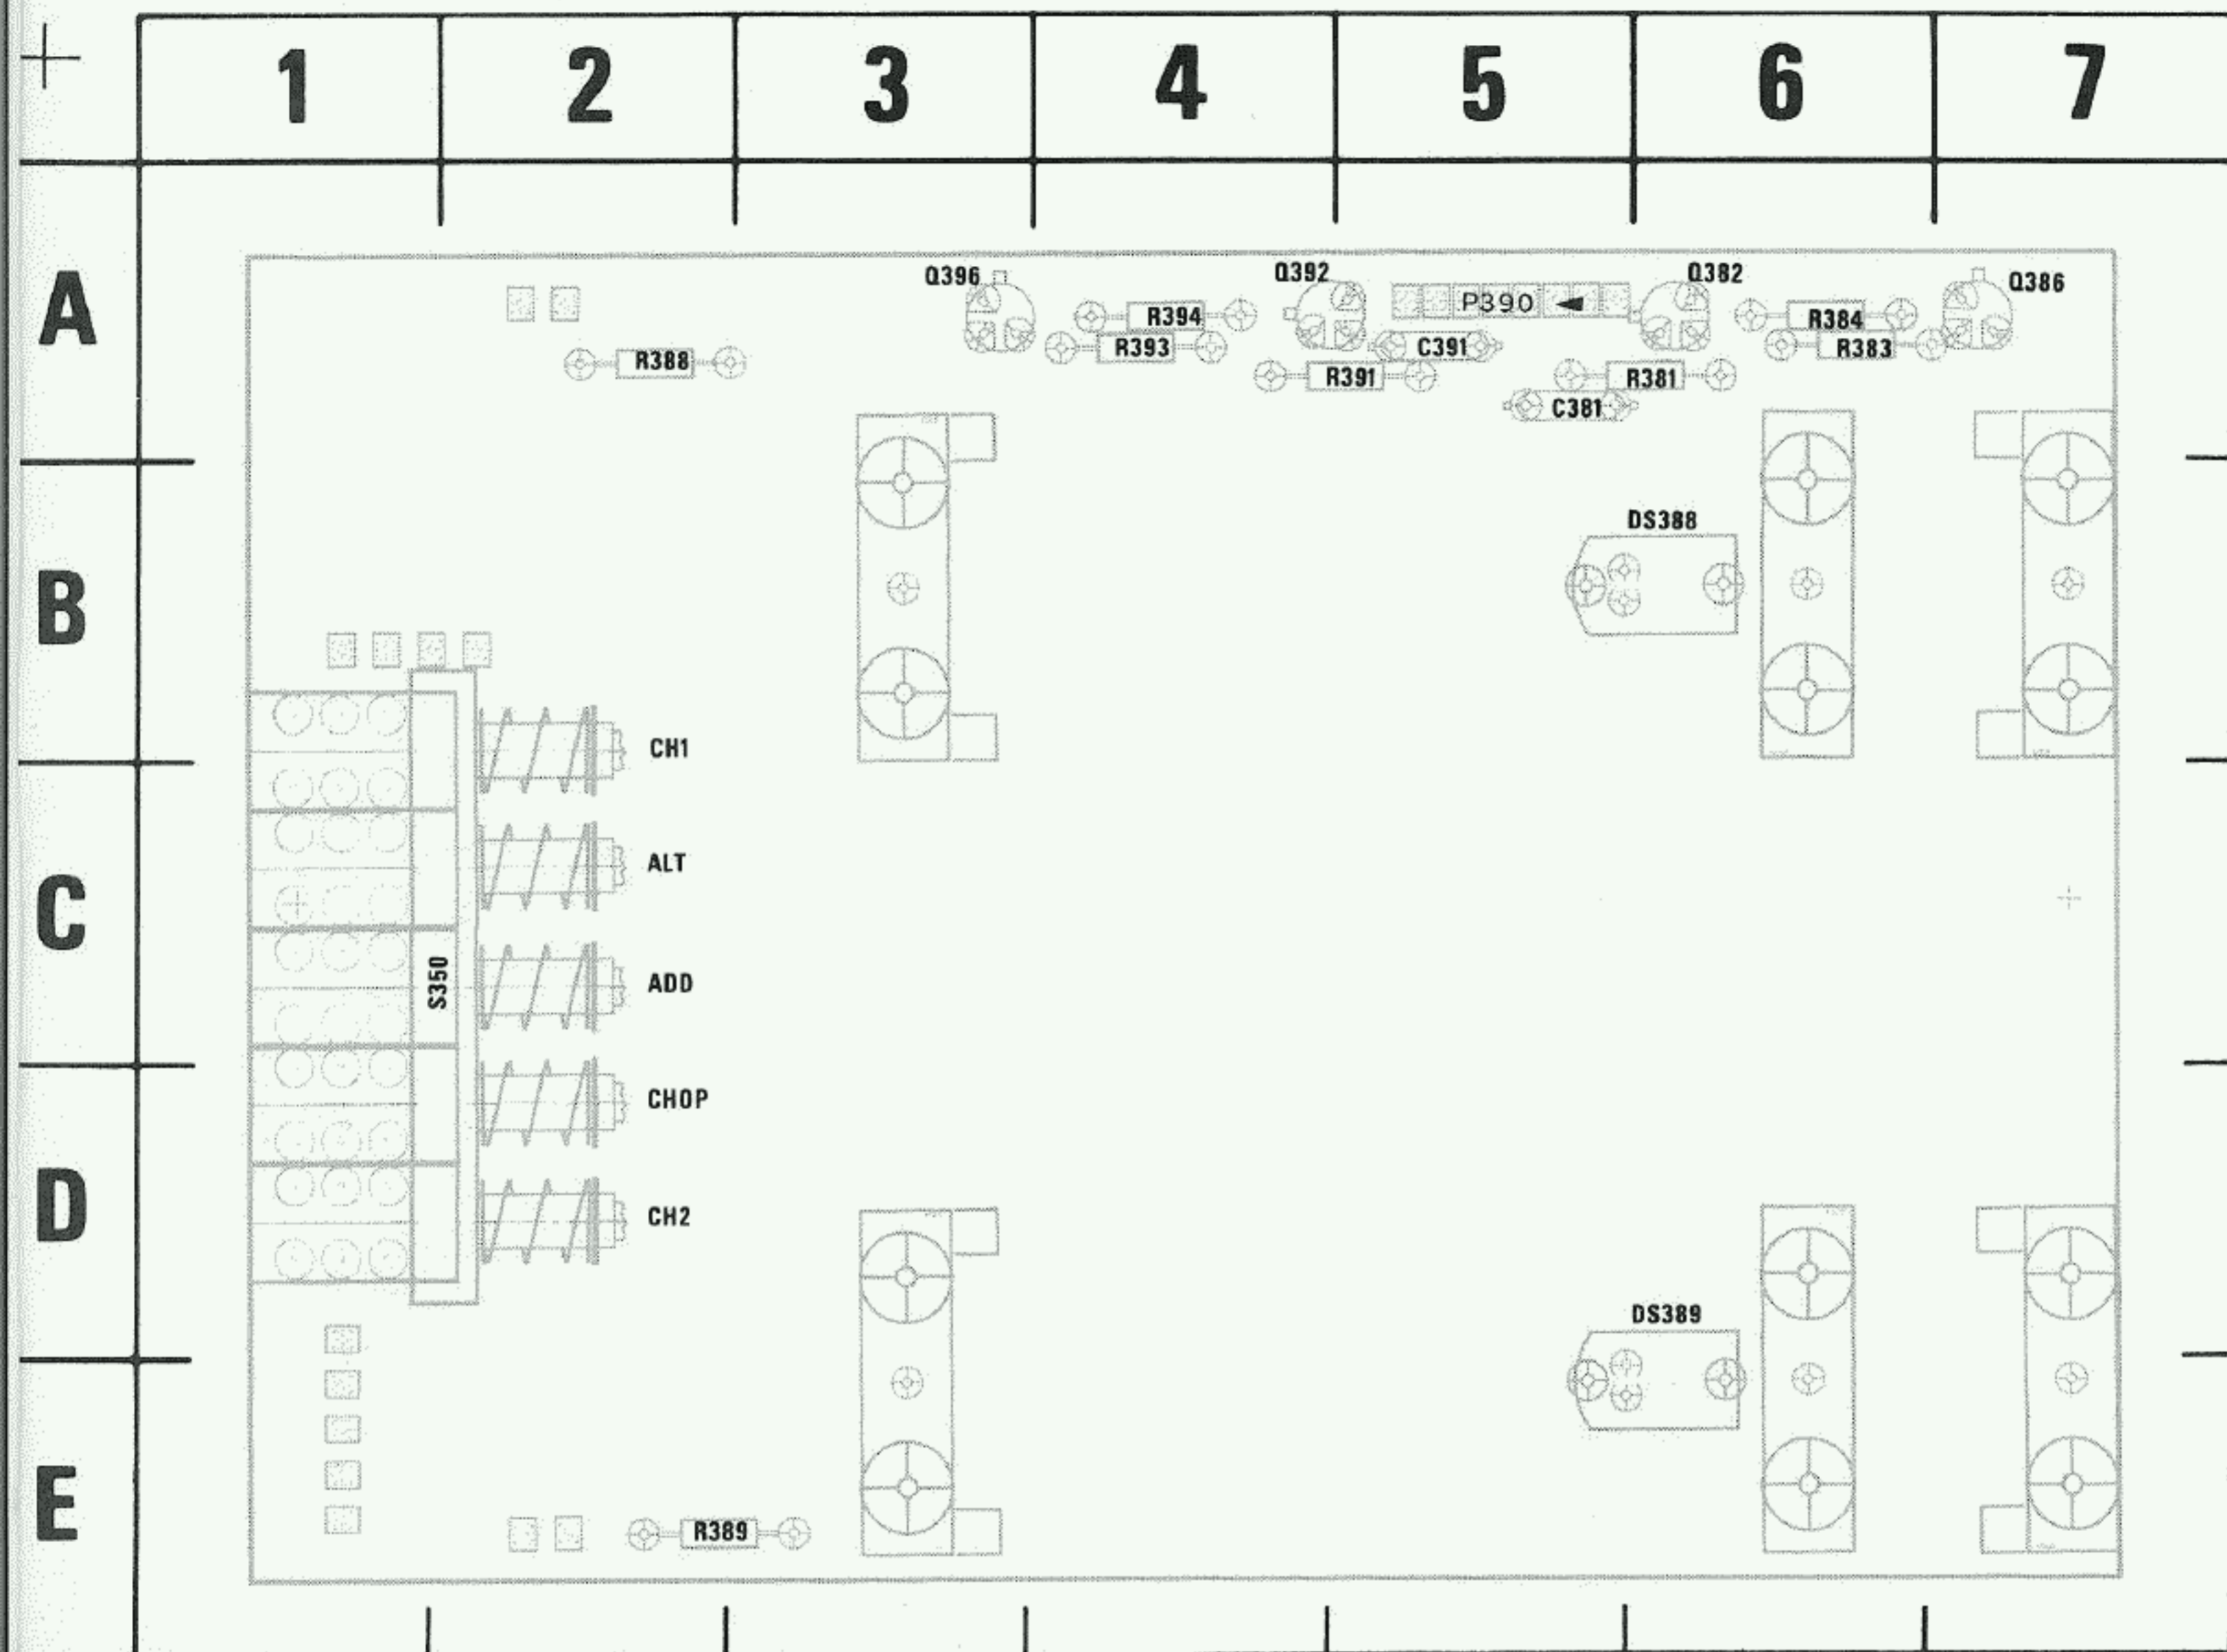 1 2 3 4 5 6 7
A
Q396 Q392 Q382 Q386
P390
R394 R384
R393 C391 R383
R388 R391 R381
C381
B
DS388
CH1
ALT
C
ADD
S350
CHOP
D
CH2
DS389
E
R389